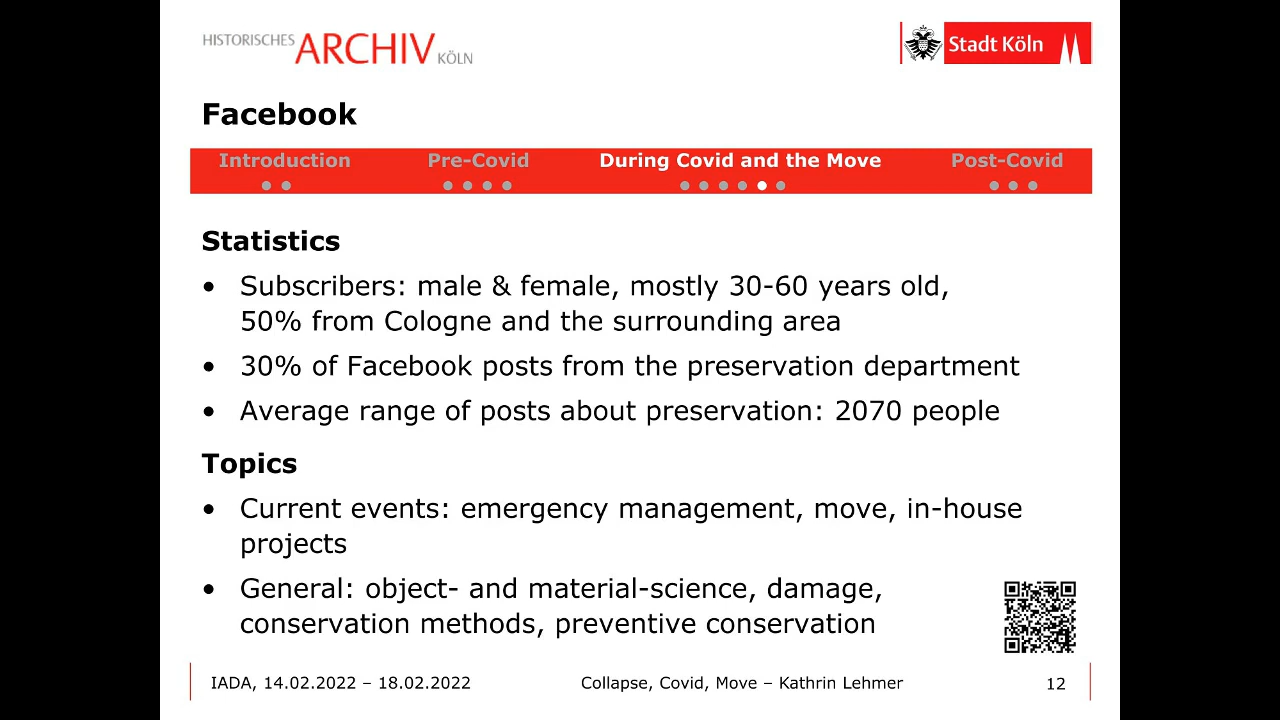 HISTORISCHES ARCHIV KÖLN
Stadt Köln
Facebook
Introduction Pre-Covid During Covid and the Move Post-Covid
Statistics
• Subscribers: male & female, mostly 30-60 years old,
50% from Cologne and the surrounding area
• 30% of Facebook posts from the preservation department
• Average range of posts about preservation: 2070 people
Topics
• Current events: emergency management, move, in-house
projects
• General: object- and material-science, damage,
conservation methods, preventive conservation
IADA, 14.02.2022 – 18.02.2022 Collapse, Covid, Move – Kathrin Lehmer 12